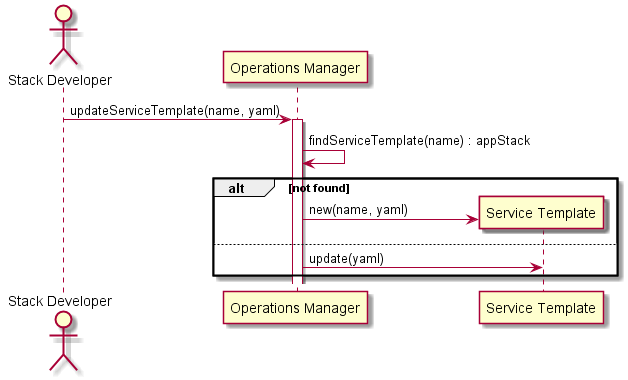 Stack Developer
Operations Manager
updateServiceTemplate(name, yaml)
findServiceTemplate(name) : appStack
alt [not found]
new(name, yaml)
Service Template
update(yaml)
Stack Developer
Operations Manager
Service Template